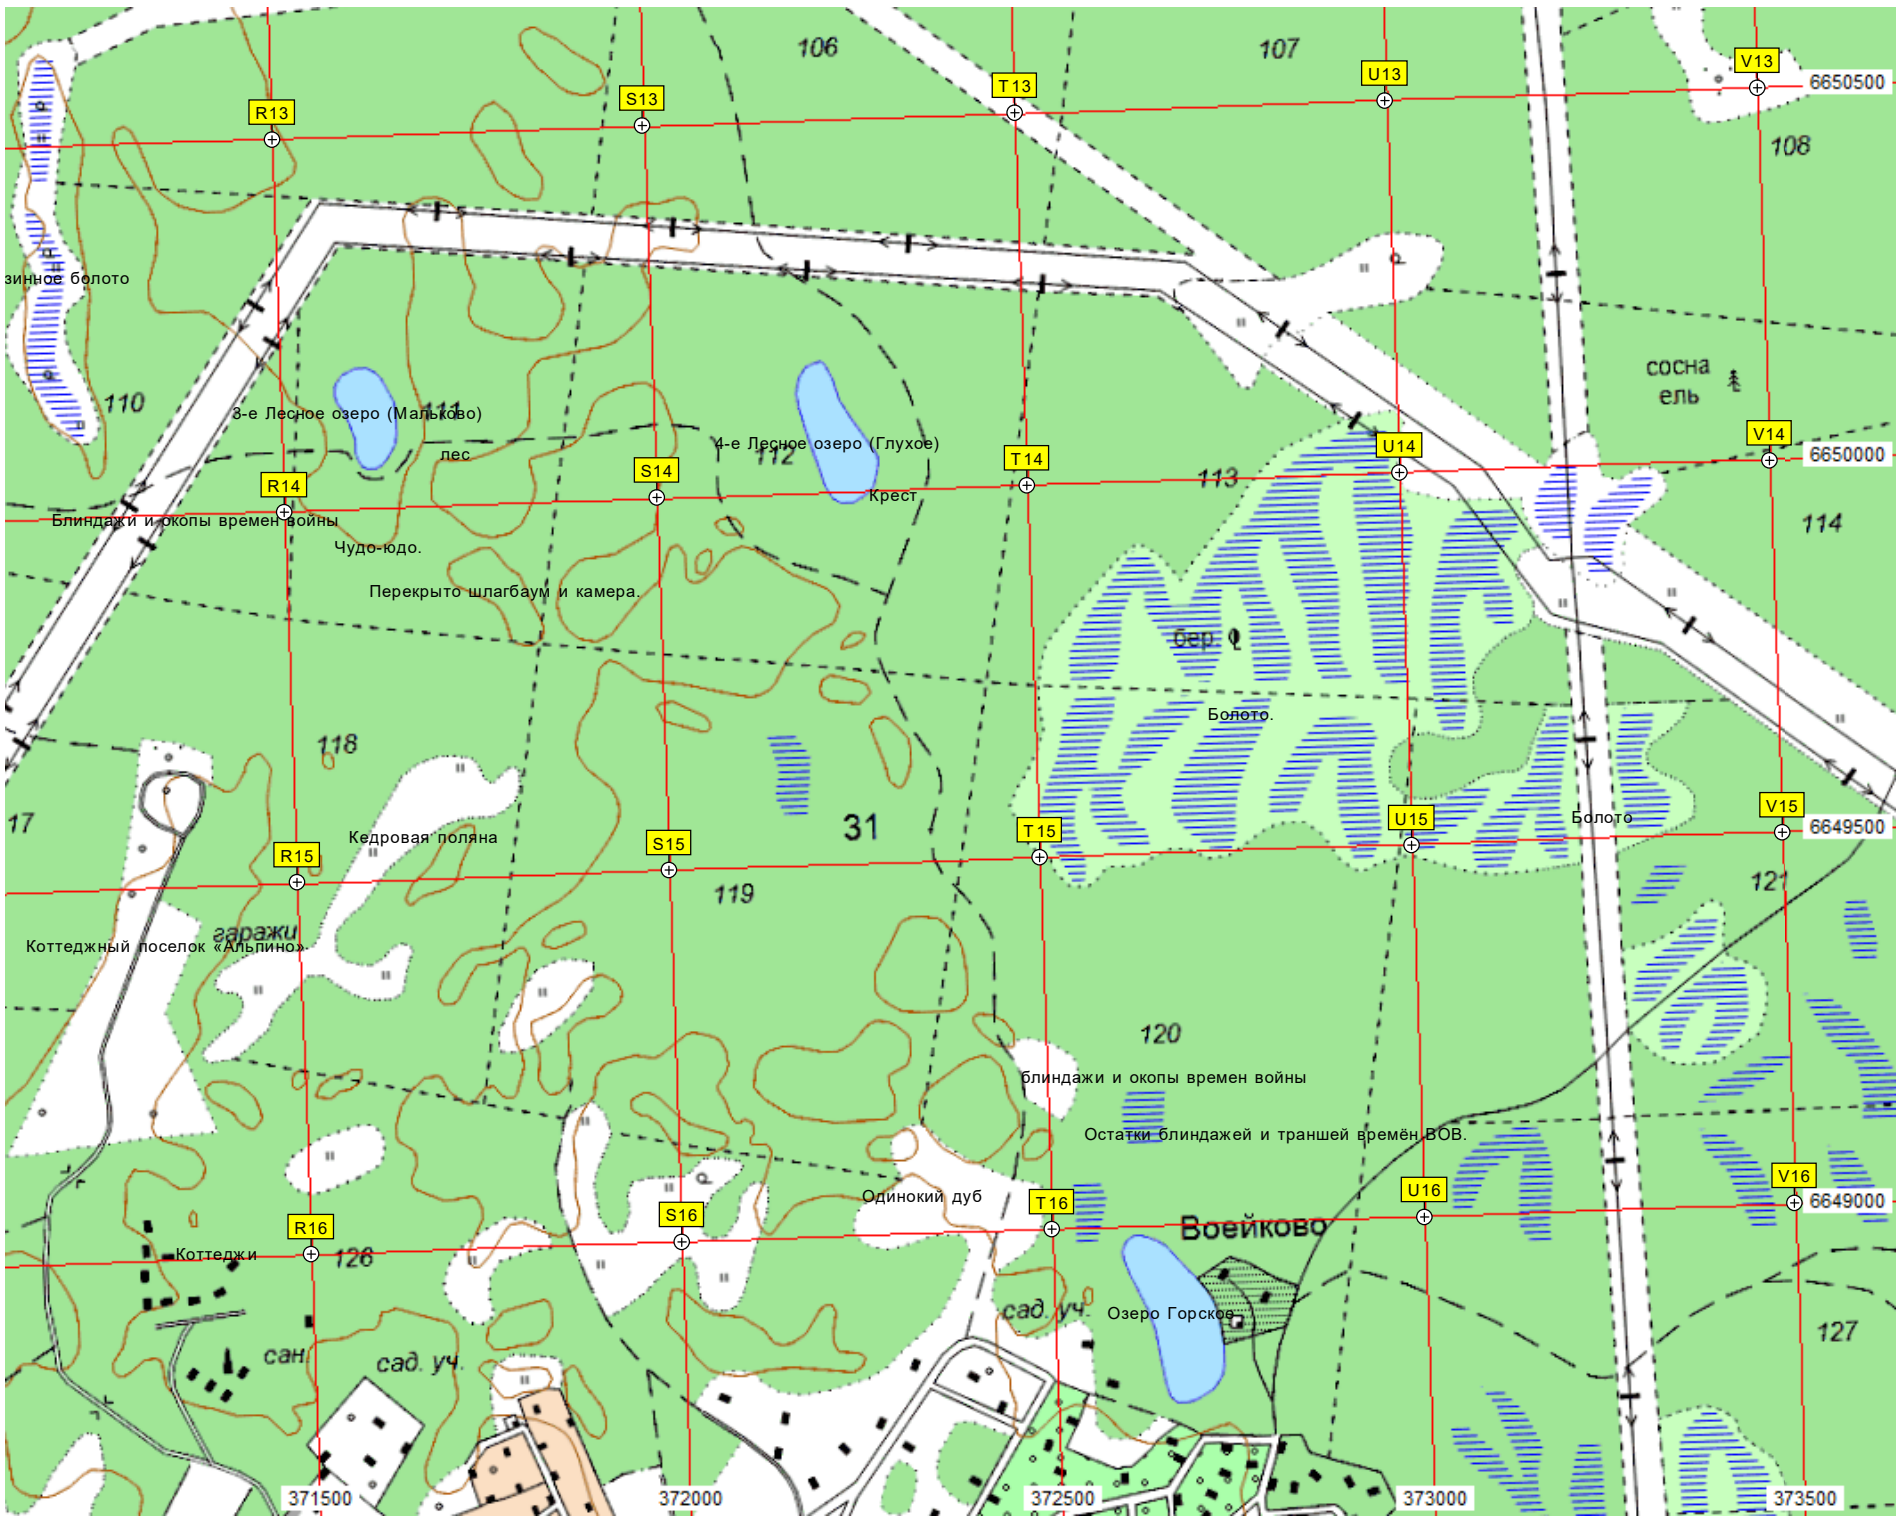 106
107
V13
6650500
U13
T13
S13
R13
108
зинное болото
сосна
ель
110
111
3-е Лесное озеро (Мальково)
лес
4-е Лесное озеро (Глухое)
112
V14
6650000
U14
T14
S14
R14
113
Крест
114
Блиндажи и окопы времен войны
Чудо-юдо.
Перекрыто шлагбаум и камера.
бер.
Болото.
118
17
31
V15
6649500
U15
T15
S15
R15
Болото
Кедровая поляна
119
121
гаражи
Коттеджный поселок «Альпино»
120
блиндажи и окопы времен войны
Остатки блиндажей и траншей времён ВОВ.
Одинокий дуб
V16
6649000
U16
T16
S16
R16
Воейково
Коттеджи
126
сад. уч.
Озеро Горское
127
сан.
сад. уч.
371500
372000
372500
373000
373500